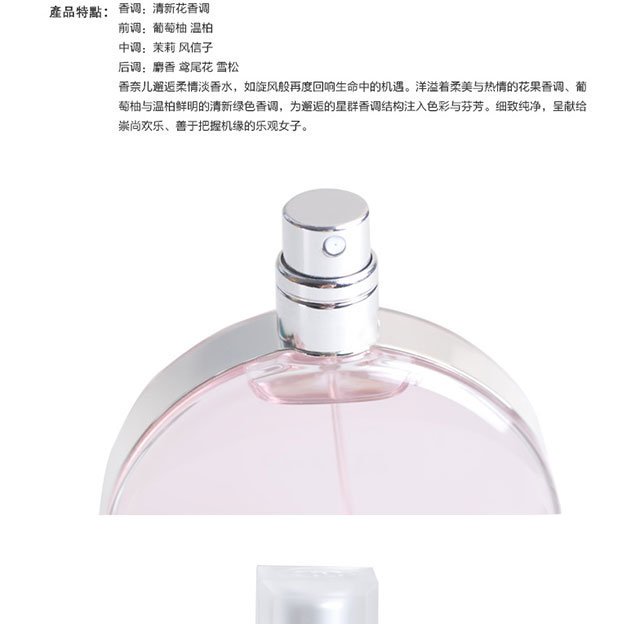 產品特點： 香调：清新花香调
前调：葡萄柚 温柏
中调：茉莉 风信子
后调：麝香 鸢尾花 雪松
香奈儿邂逅柔情淡香水，如旋风般再度回响生命中的机遇。洋溢着柔美与热情的花果香调、葡
萄柚与温柏鲜明的清新绿色香调，为邂逅的星群香调结构注入色彩与芬芳。细致纯净，呈献给
崇尚欢乐、善于把握机缘的乐观女子。